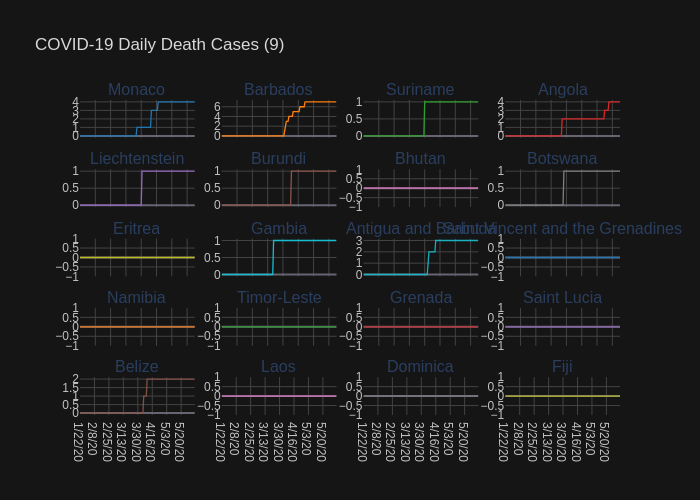 COVID-19 Daily Death Cases (9)
Monaco Barbados Suriname Angola
4 3 2 1 0
6 4 2 0
1 0.5 0
4 3 2 1 0
Liechtenstein Burundi Bhutan Botswana
1 0.5 0
1 0.5 0
1 0.5 0 −0.5 −1
1 0.5 0
Eritrea Gambia Antigua and Barbuda Saint Vincent and the Grenadines
1 0.5 0 −0.5 −1
1 0.5 0
3 2 1 0
1 0.5 0 −0.5 −1
Namibia Timor-Leste Grenada Saint Lucia
1 0.5 0 −0.5 −1
1 0.5 0 −0.5 −1
1 0.5 0 −0.5 −1
1 0.5 0 −0.5 −1
Belize Laos Dominica Fiji
2 1.5 1 0.5 0
1 0.5 0 −0.5 −1
1 0.5 0 −0.5 −1
1 0.5 0 −0.5 −1
1/22/20 2/8/20 2/25/20 3/13/20 3/30/20 4/16/20 5/3/20 5/20/20
1/22/20 2/8/20 2/25/20 3/13/20 3/30/20 4/16/20 5/3/20 5/20/20
1/22/20 2/8/20 2/25/20 3/13/20 3/30/20 4/16/20 5/3/20 5/20/20
1/22/20 2/8/20 2/25/20 3/13/20 3/30/20 4/16/20 5/3/20 5/20/20